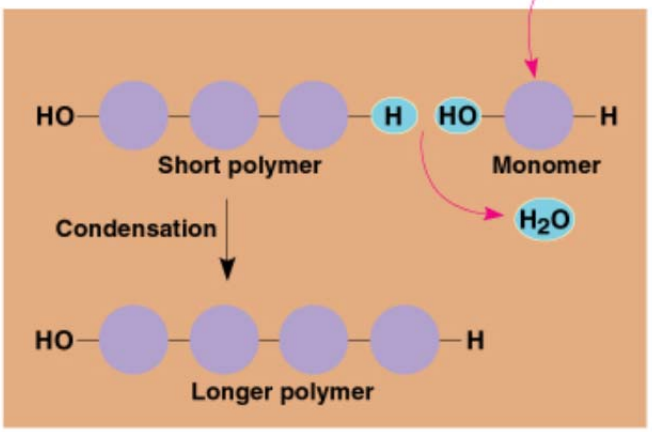 HO H HO H
Short polymer Monomer
H₂O
Condensation
HO H
Longer polymer